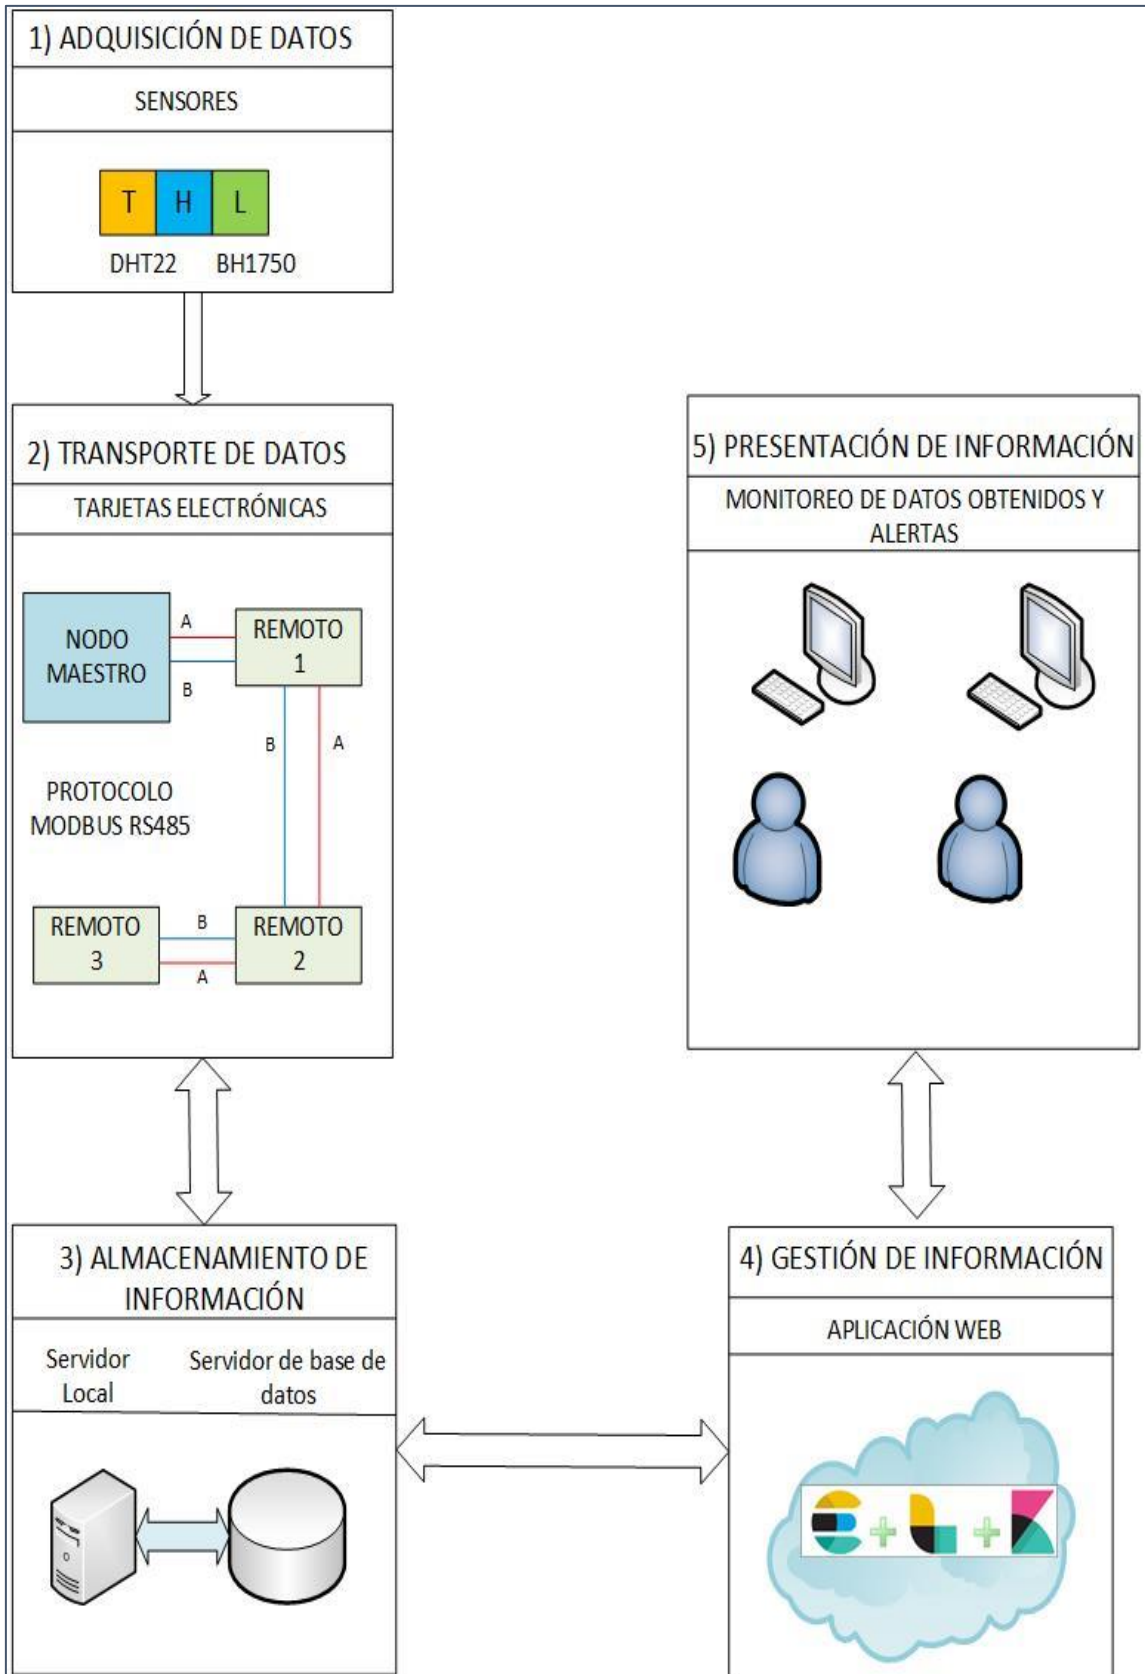 1) ADQUISICIÓN DE DATOS
SENSORES
T H L
DHT22 BH1750
2) TRANSPORTE DE DATOS
TARJETAS ELECTRÓNICAS
NODO
MAESTRO
A
B
REMOTO
1
B
A
PROTOCOLO
MODBUS RS485
REMOTO
3
B
A
REMOTO
2
3) ALMACENAMIENTO DE
INFORMACIÓN
Servidor
Local
Servidor de base de
datos
4) GESTIÓN DE INFORMACIÓN
APLICACIÓN WEB
5) PRESENTACIÓN DE INFORMACIÓN
MONITOREO DE DATOS OBTENIDOS Y
ALERTAS